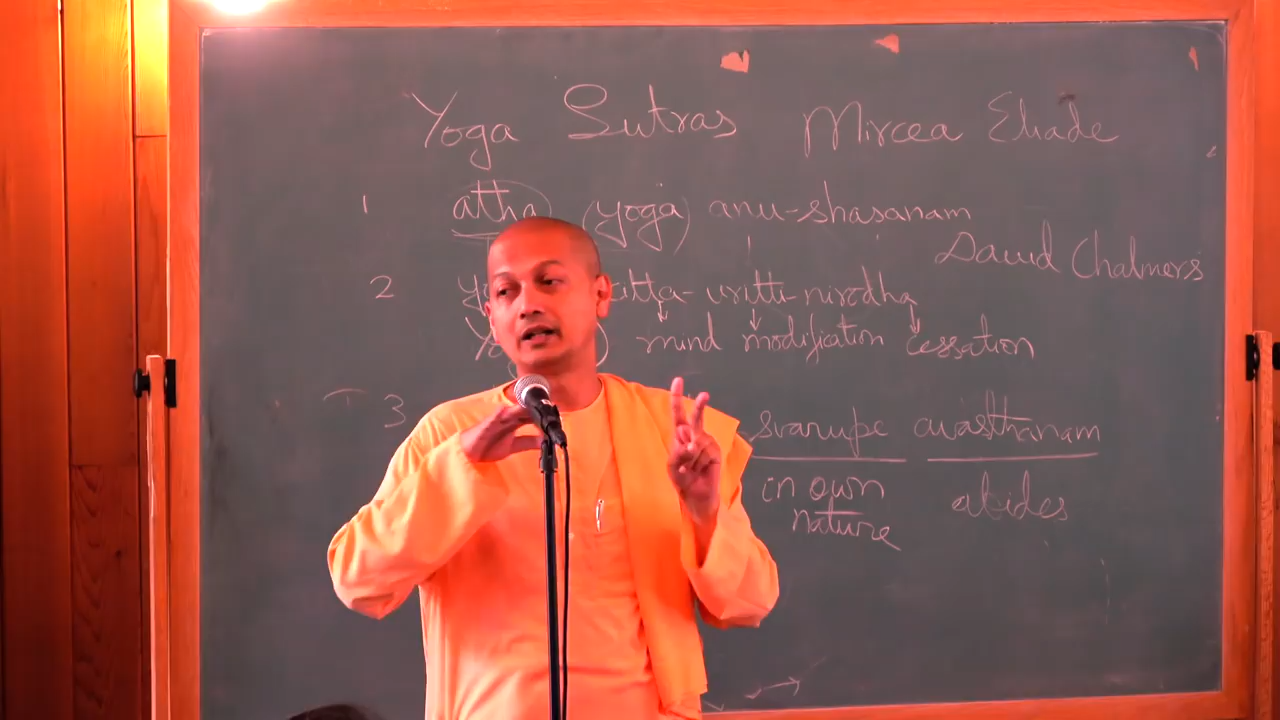 Yoga Sutras Mircea Eliade
1 atha (yoga) anu-shasanam
David Chalmers
2 citta-vritti-nirodha
mind modification cessation
3 svarupe avasthanam
in own abides
nature